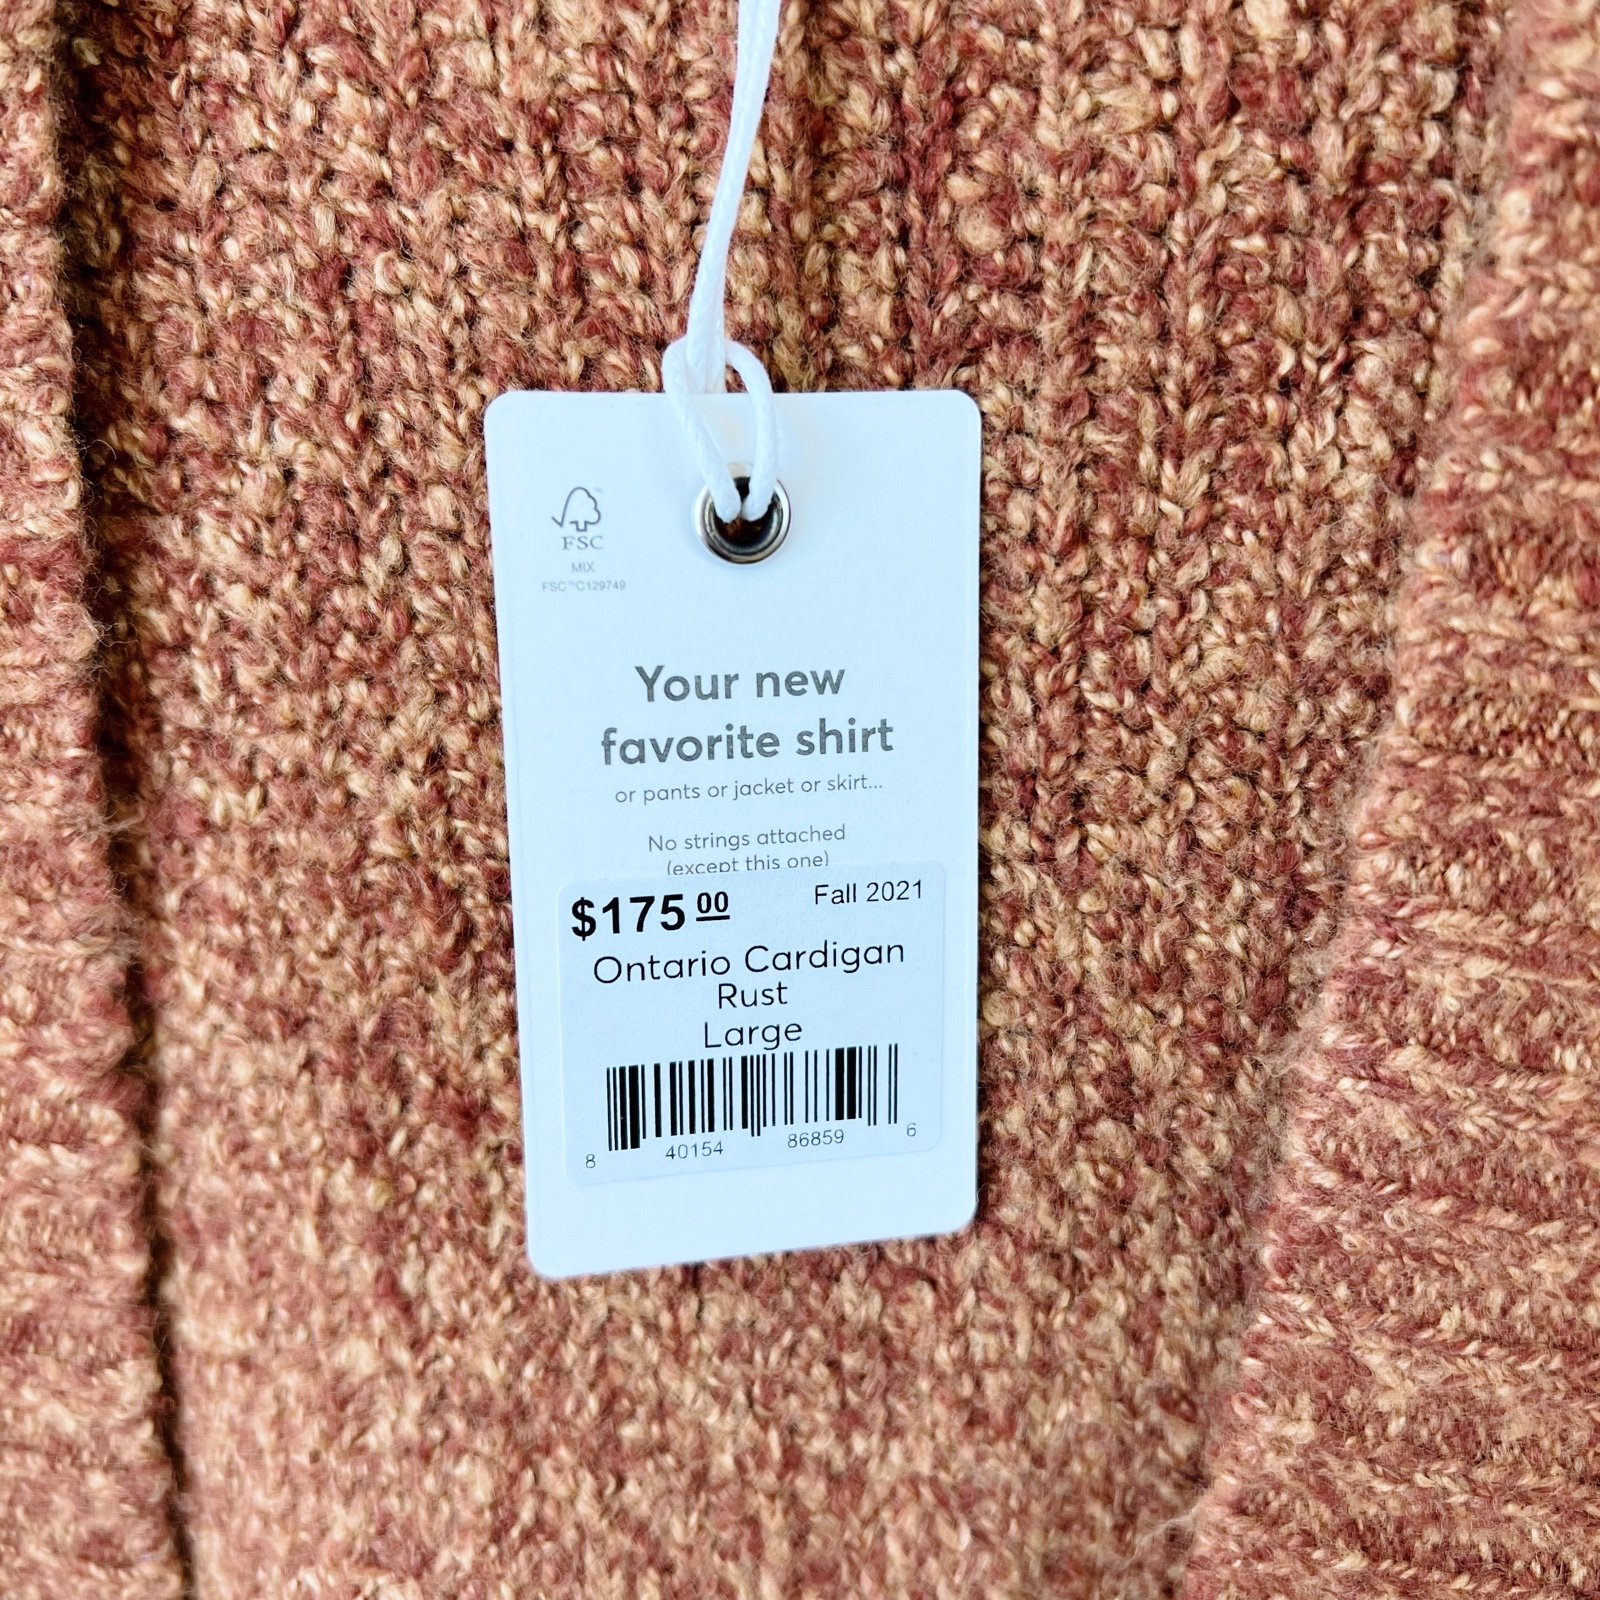 FSC
MIX
FSC™C129749
Your new
favorite shirt
or pants or jacket or skirt...
No strings attached
(except this one)
$175 00 Fall 2021
Ontario Cardigan
Rust
Large
8 40154 86859 6